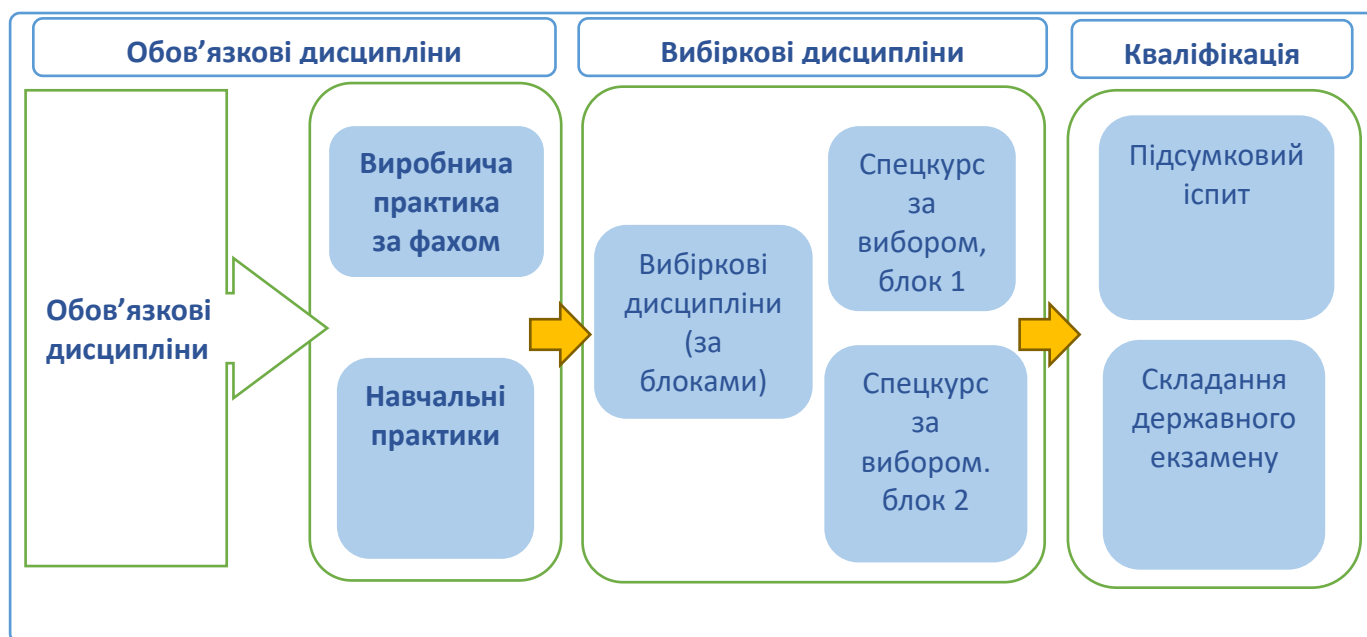 Обов’язкові дисципліни
Вибіркові дисципліни
Кваліфікація
Обов’язкові
дисципліни
Виробнича
практика
за фахом
Навчальні
практики
Вибіркові
дисципліни
(за
блоками)
Спецкурс
за
вибором,
блок 1
Спецкурс
за
вибором.
блок 2
Підсумковий
іспит
Складання
державного
екзамену